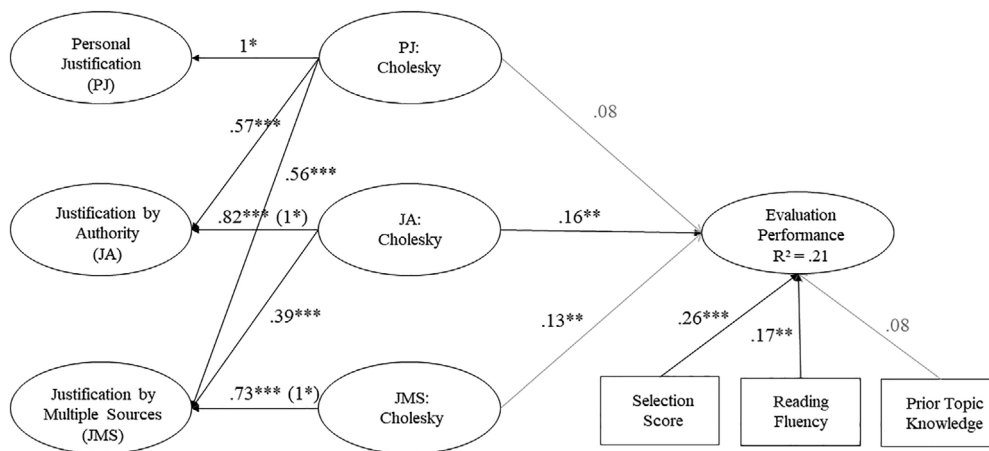 Personal
Justification
(PJ)
1*
PJ:
Cholesky
.57***
.56***
.08
Justification by
Authority
(JA)
.82*** (1*)
JA:
Cholesky
.16**
Evaluation
Performance
R² = .21
.39***
.13**
.26***
.17**
.08
Justification by
Multiple Sources
(JMS)
.73*** (1*)
JMS:
Cholesky
Selection
Score
Reading
Fluency
Prior Topic
Knowledge